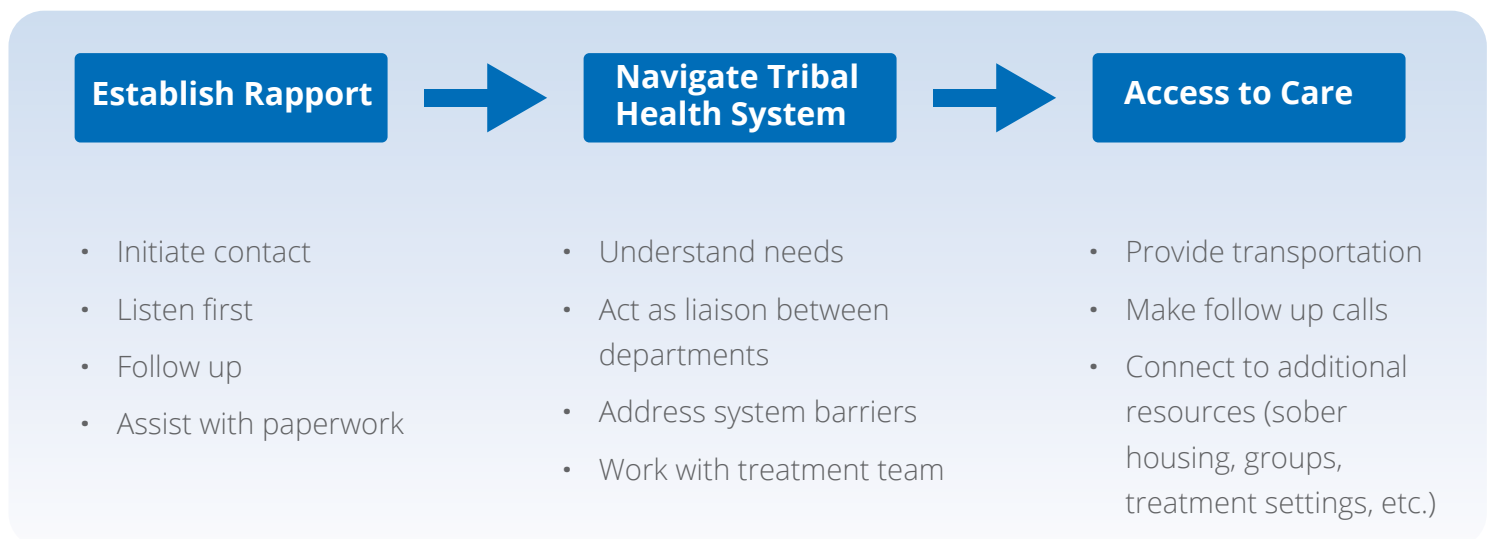 Establish Rapport
Navigate Tribal
Health System
Access to Care
• Initiate contact
• Listen first
• Follow up
• Assist with paperwork
• Understand needs
• Act as liaison between
departments
• Address system barriers
• Work with treatment team
• Provide transportation
• Make follow up calls
• Connect to additional
resources (sober
housing, groups,
treatment settings, etc.)